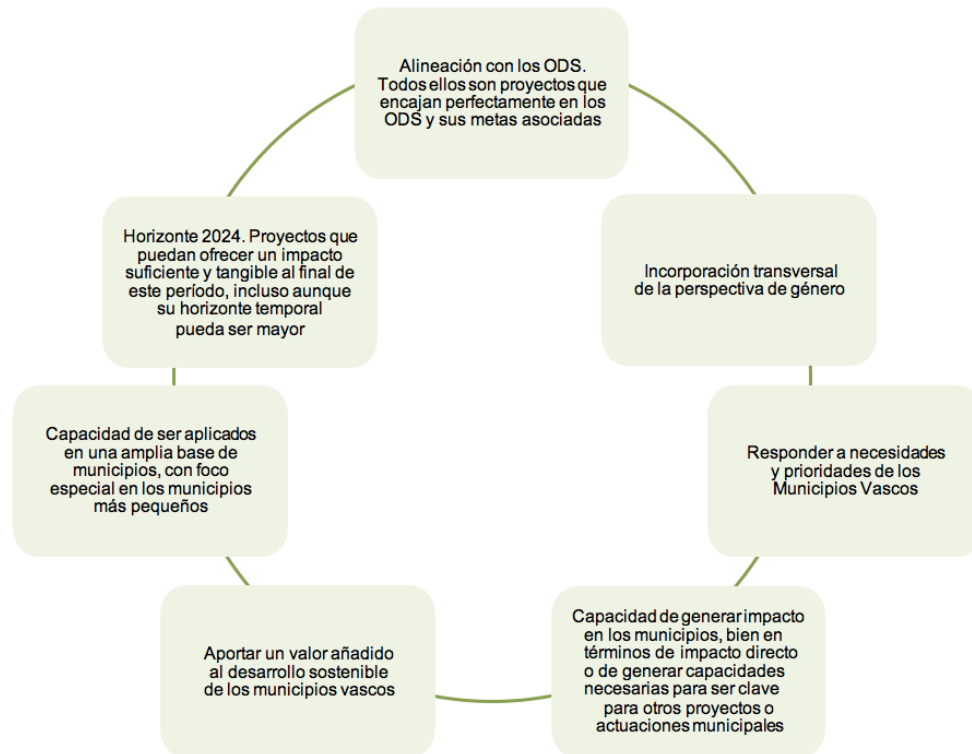 Alineación con los ODS.
Todos ellos son proyectos que
encajan perfectamente en los
ODS y sus metas asociadas
Incorporación transversal
de la perspectiva de género
Responder a necesidades
y prioridades de los
Municipios Vascos
Capacidad de generar impacto
en los municipios, bien en
términos de impacto directo
o de generar capacidades
necesarias para ser clave
para otros proyectos o
actuaciones municipales
Aportar un valor añadido
al desarrollo sostenible
de los municipios vascos
Capacidad de ser aplicados
en una amplia base de
municipios, con foco
especial en los municipios
más pequeños
Horizonte 2024. Proyectos que
puedan ofrecer un impacto
suficiente y tangible al final de
este período, incluso aunque
su horizonte temporal
pueda ser mayor